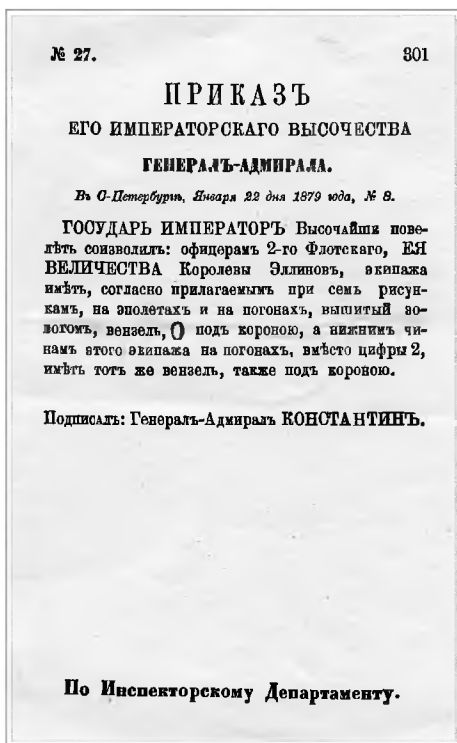 № 27.
301
ПРИКАЗЪ
ЕГО ИМПЕРАТОРСКАГО ВЫСОЧЕСТВА
ГЕНЕРАЛЪ-АДМИРАЛА.
Въ С-Петербургѣ, Января 22 дня 1879 года, № 8.
ГОСУДАРЬ ИМПЕРАТОРЪ Высочайше пове-
лѣть соизволилъ: офицерамъ 2-го Флотскаго, ЕЯ
ВЕЛИЧЕСТВА Королевы Эллиновъ, экипажа
имѣть, согласно прилагаемымъ при семъ рисун-
камъ, на эполетахъ и на погонахъ, вышитый зо-
лотомъ, вензель, О подъ короною, а нижнимъ чи-
намъ этого экипажа на погонахъ, вмѣсто цифры 2,
имѣть тотъ же вензель, также подъ короною.
Подписалъ: Генералъ-Адмиралъ КОНСТАНТИНЪ.
По Инспекторскому Департаменту.